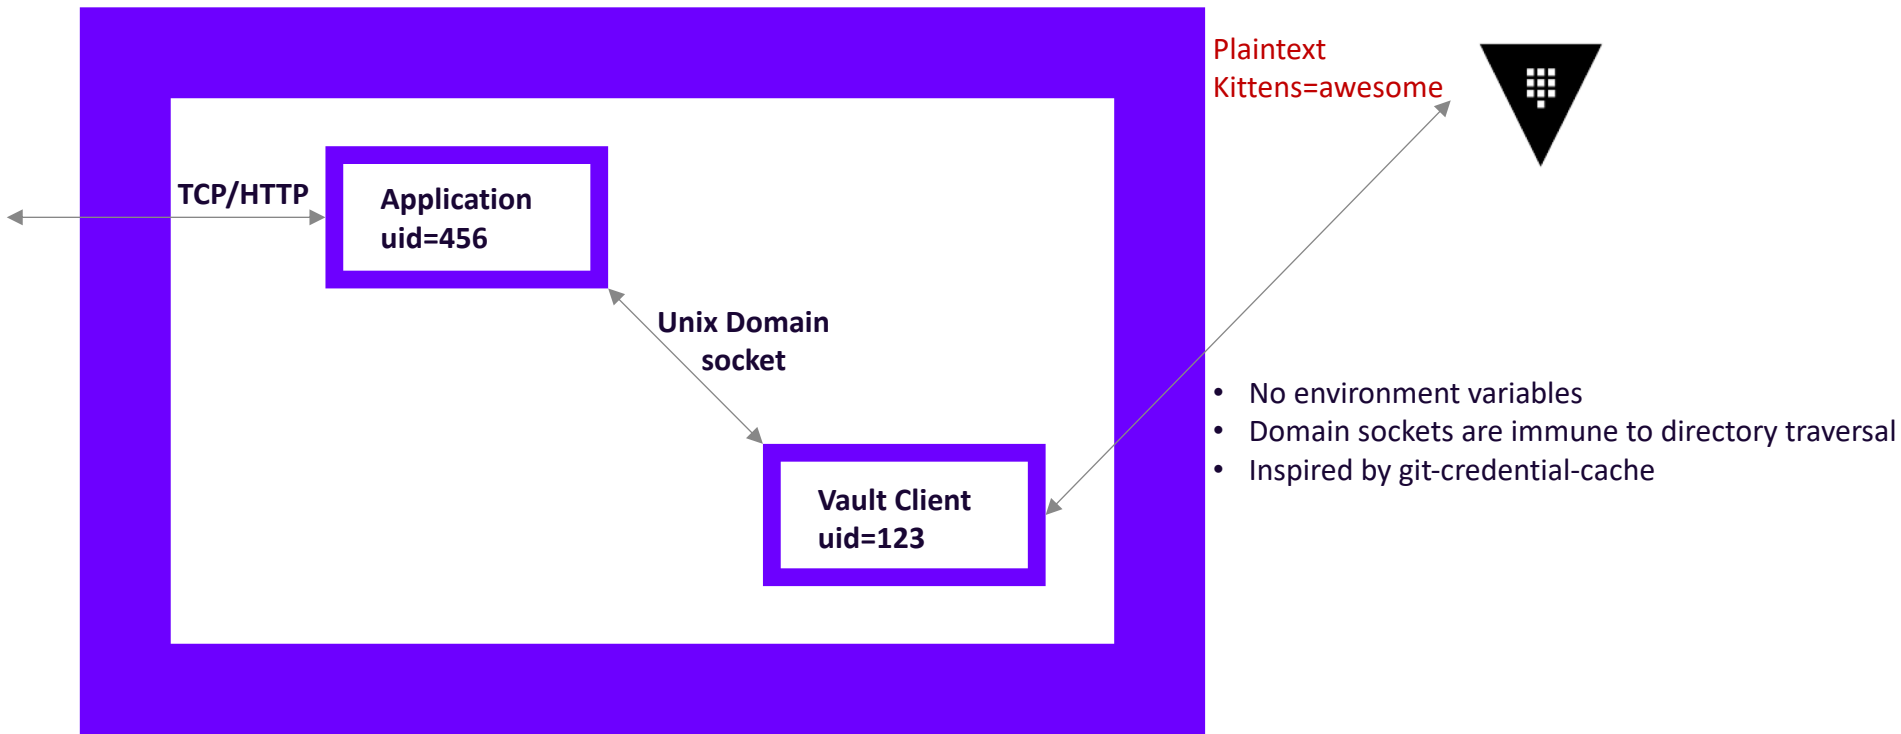 Plaintext
Kittens=awesome
TCP/HTTP
Application
uid=456
Unix Domain
socket
• No environment variables
• Domain sockets are immune to directory traversal
• Inspired by git-credential-cache
Vault Client
uid=123